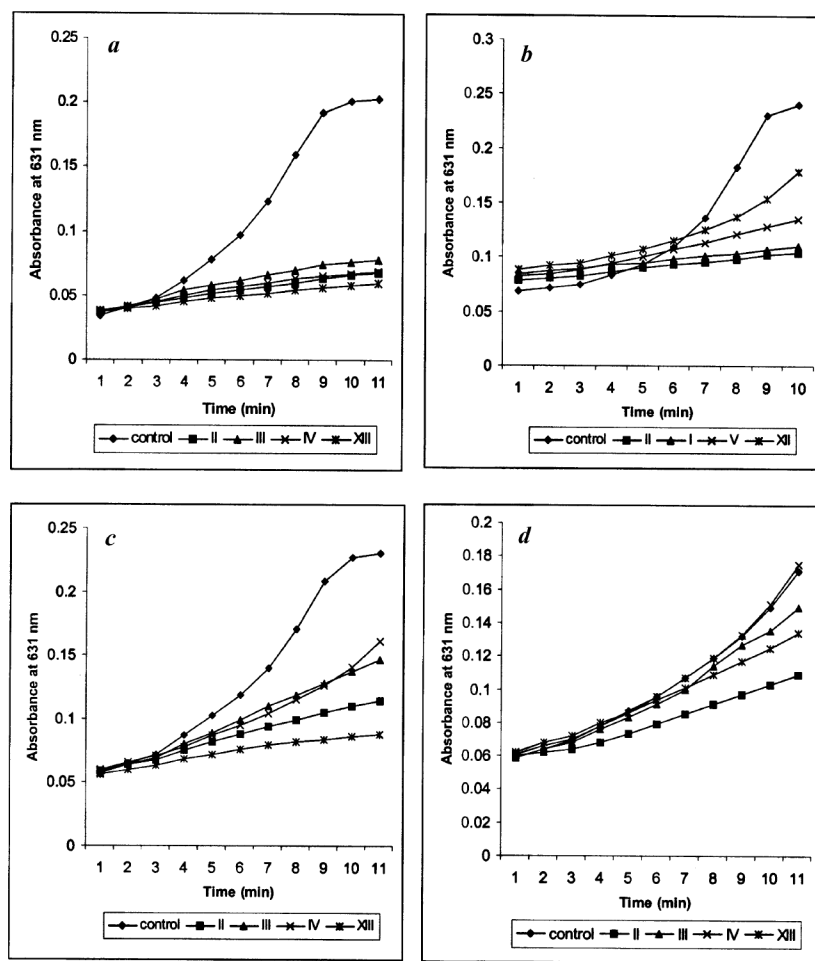 a
Absorbance at 631 nm
0.25
0.2
0.15
0.1
0.05
0
1 2 3 4 5 6 7 8 9 10 11
Time (min)
control II III IV XIII
b
Absorbance at 631 nm
0.3
0.25
0.2
0.15
0.1
0.05
0
1 2 3 4 5 6 7 8 9 10
Time (min)
control II I V XII
c
Absorbance at 631 nm
0.25
0.2
0.15
0.1
0.05
0
1 2 3 4 5 6 7 8 9 10 11
Time (min)
control II III IV XIII
d
Absorbance at 631 nm
0.2
0.18
0.16
0.14
0.12
0.1
0.08
0.06
0.04
0.02
0
1 2 3 4 5 6 7 8 9 10 11
Time (min)
control II III IV XIII